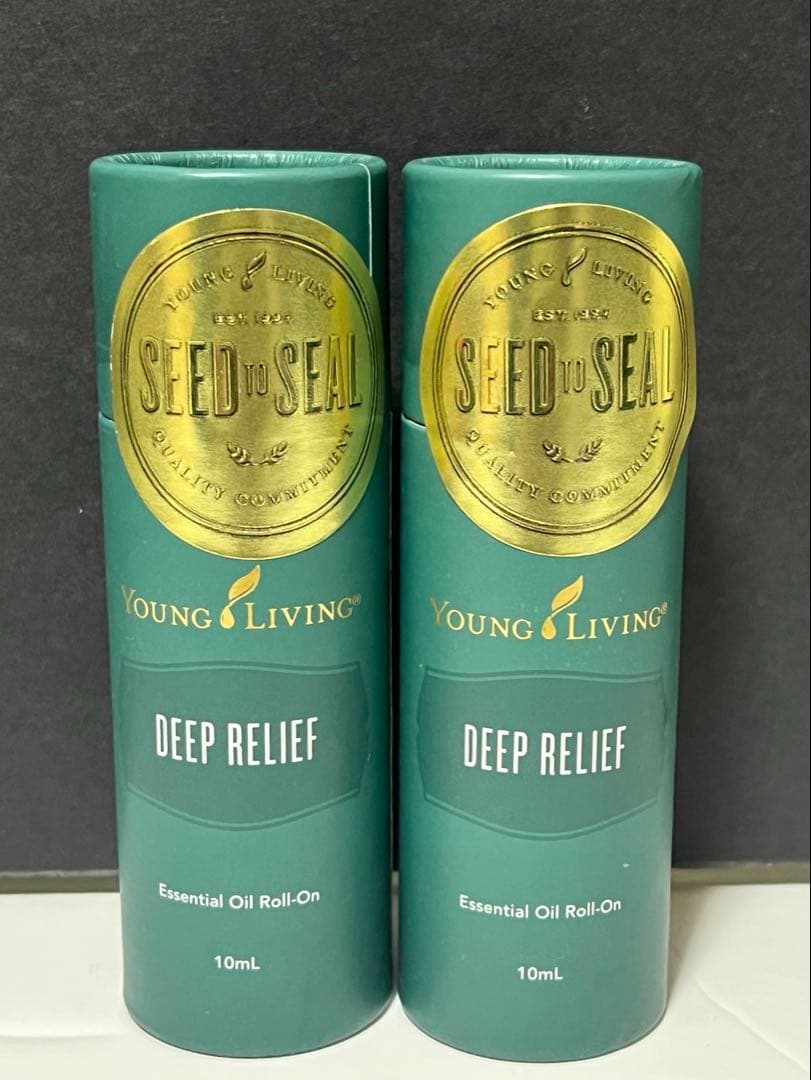 YOUNG LIVING
EST. 1994
SEED TO SEAL
QUALITY COMMITMENT
YOUNG LIVING®
DEEP RELIEF
Essential Oil Roll-On
10mL
YOUNG LIVING
EST. 1994
SEED TO SEAL
QUALITY COMMITMENT
YOUNG LIVING®
DEEP RELIEF
Essential Oil Roll-On
10mL